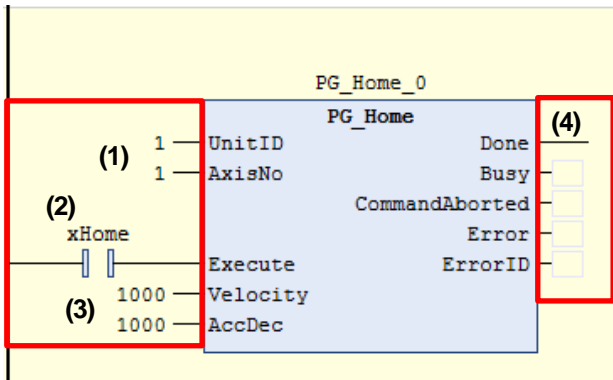 PG_Home_0
PG_Home
(4)
1 UnitID Done
(1)
1 AxisNo Busy
(2) CommandAborted
xHome Error
Execute ErrorID
1000 Velocity
(3)
1000 AccDec